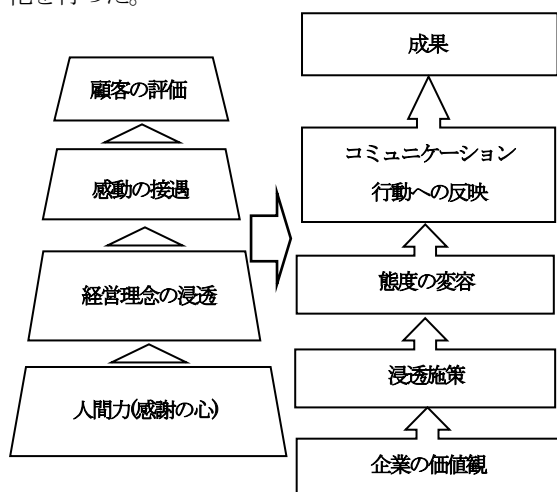 化を行った。
顧客の評価
感動の接遇
経営理念の浸透
人間力(感謝の心)
成果
コミュニケーション
行動への反映
態度の変容
浸透施策
企業の価値観